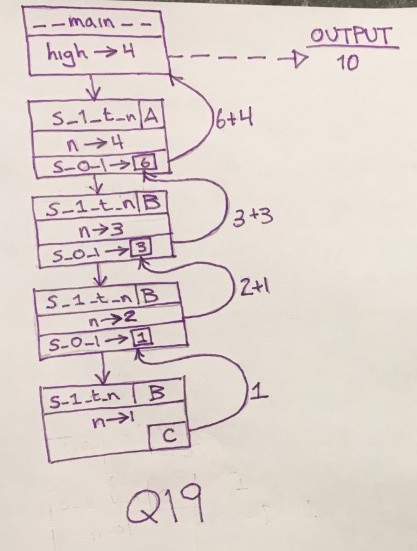 __main__
high → 4
OUTPUT
10
s_1_t_n A
n → 4
s_o_l → 6
6+4
s_1_t_n B
n → 3
s_o_l → 3
3+3
s_1_t_n B
n → 2
s_o_l → 1
2+1
s_1_t_n B
n → 1
C
1
Q19